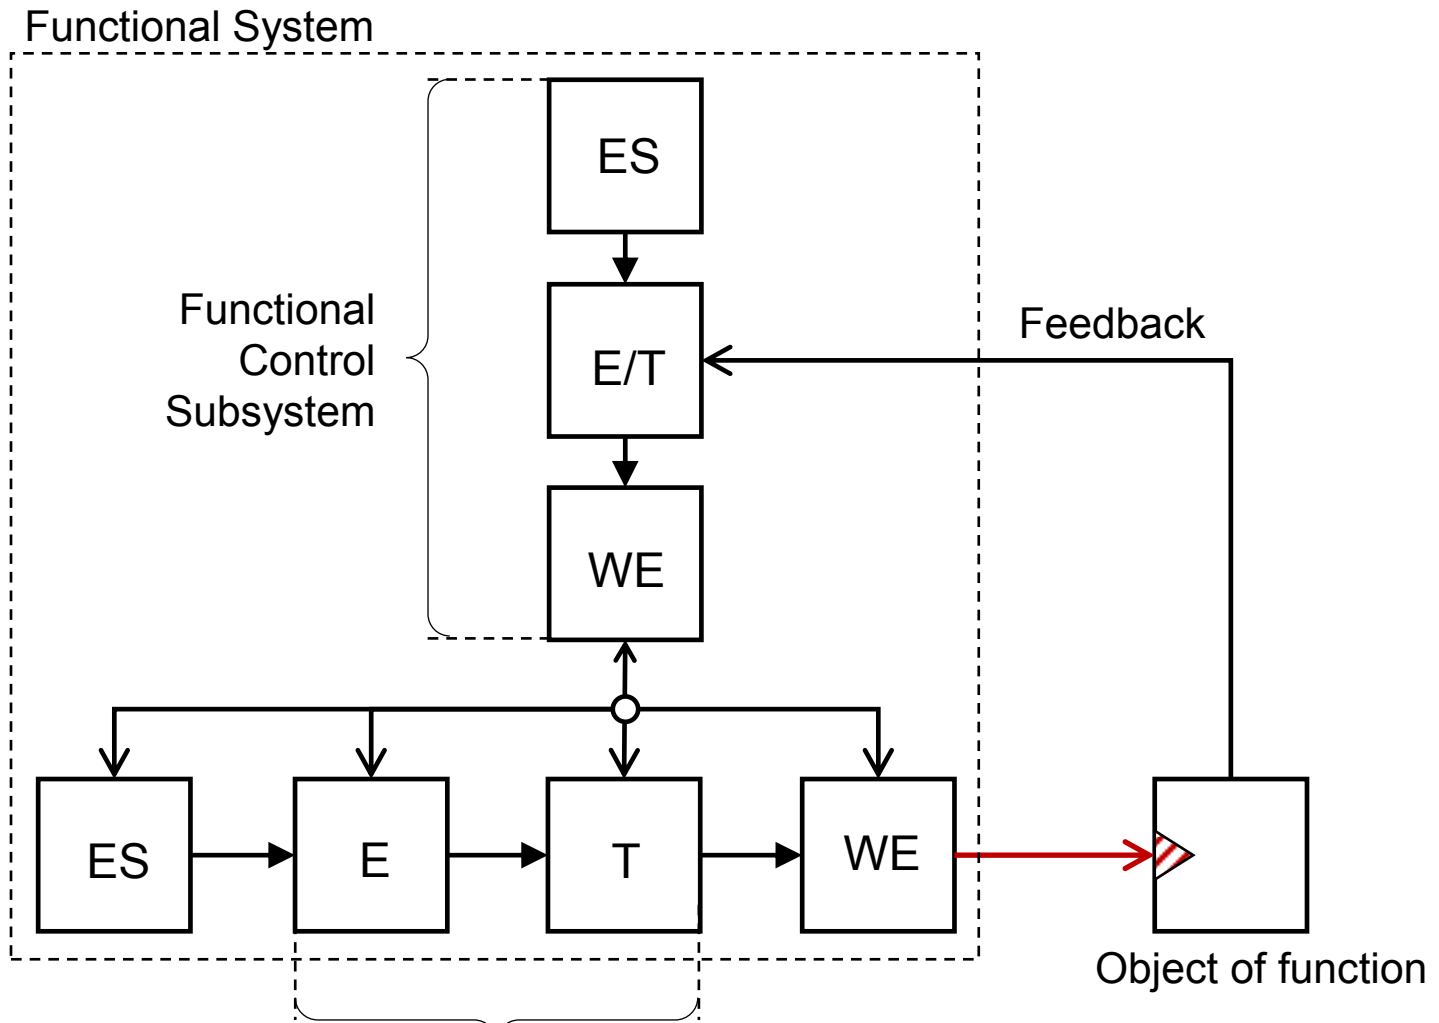 Functional System
ES
Functional
Control
Subsystem
E/T
Feedback
WE
ES
E
T
WE
Object of function